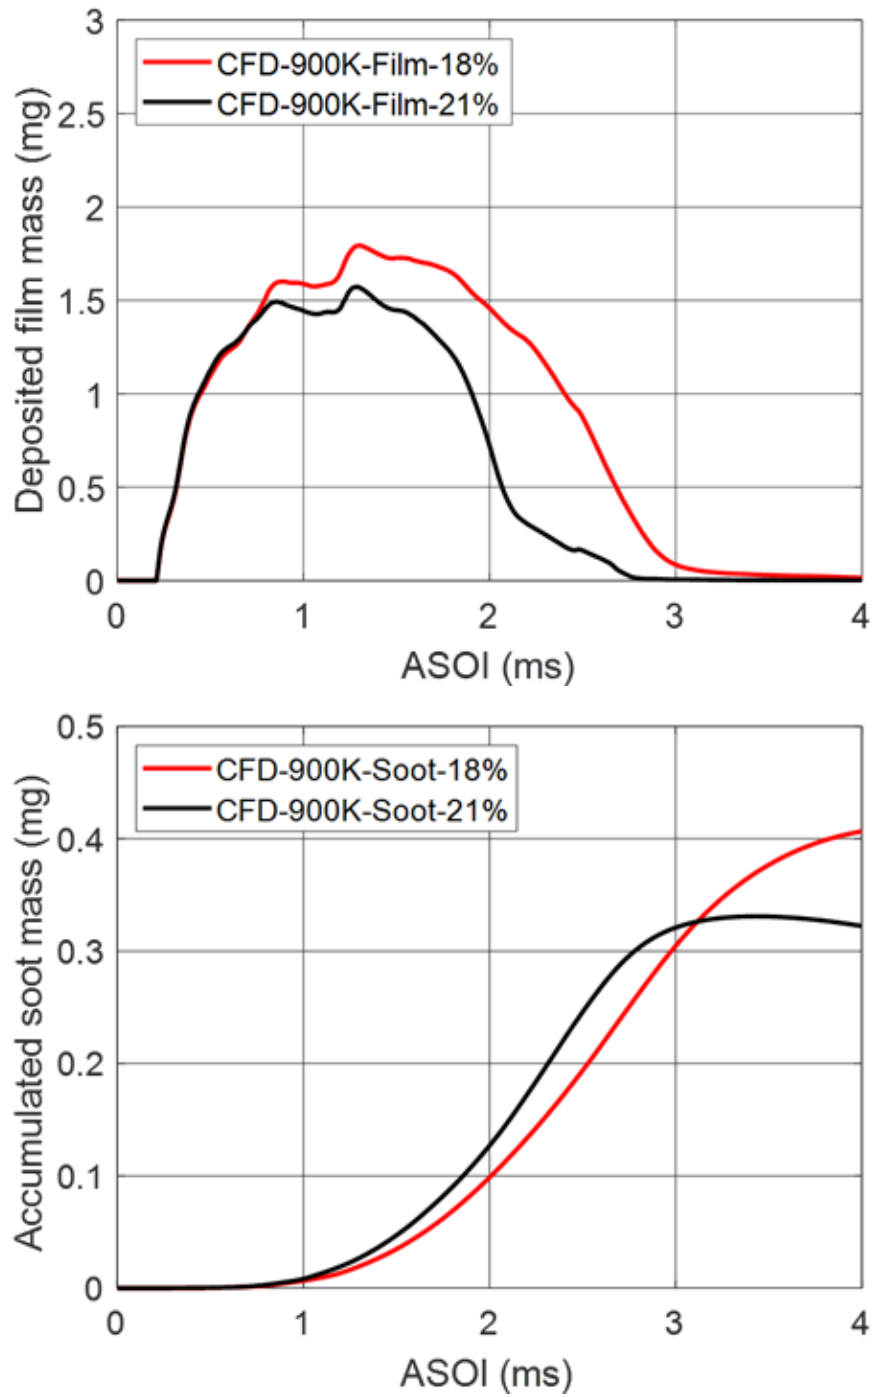 3
CFD-900K-Film-18%
CFD-900K-Film-21%
2.5
2
1.5
1
0.5
0
Deposited film mass (mg)
0 1 2 3 4
ASOI (ms)
0.5
CFD-900K-Soot-18%
CFD-900K-Soot-21%
0.4
0.3
0.2
0.1
0
Accumulated soot mass (mg)
0 1 2 3 4
ASOI (ms)